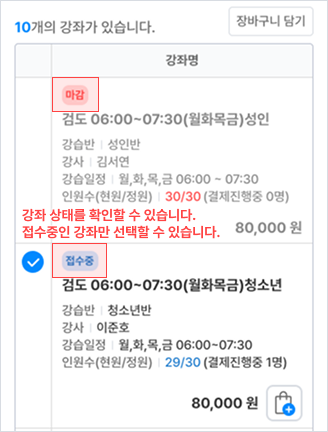 10개의 강좌가 있습니다.
장바구니 담기
강좌명
마감
검도 06:00~07:30(월화목금)성인
강습반 성인반
강사 김서연
강습일정 월,화,목,금 06:00 ~ 07:30
인원수(현원/정원) 30/30 (결제진행중 0명)
강좌 상태를 확인할 수 있습니다.
접수중인 강좌만 선택할 수 있습니다.
80,000 원
접수중
검도 06:00~07:30(월화목금)청소년
강습반 청소년반
강사 이준호
강습일정 월,화,목,금 06:00~07:30
인원수(현원/정원) 29/30 (결제진행중 1명)
80,000 원